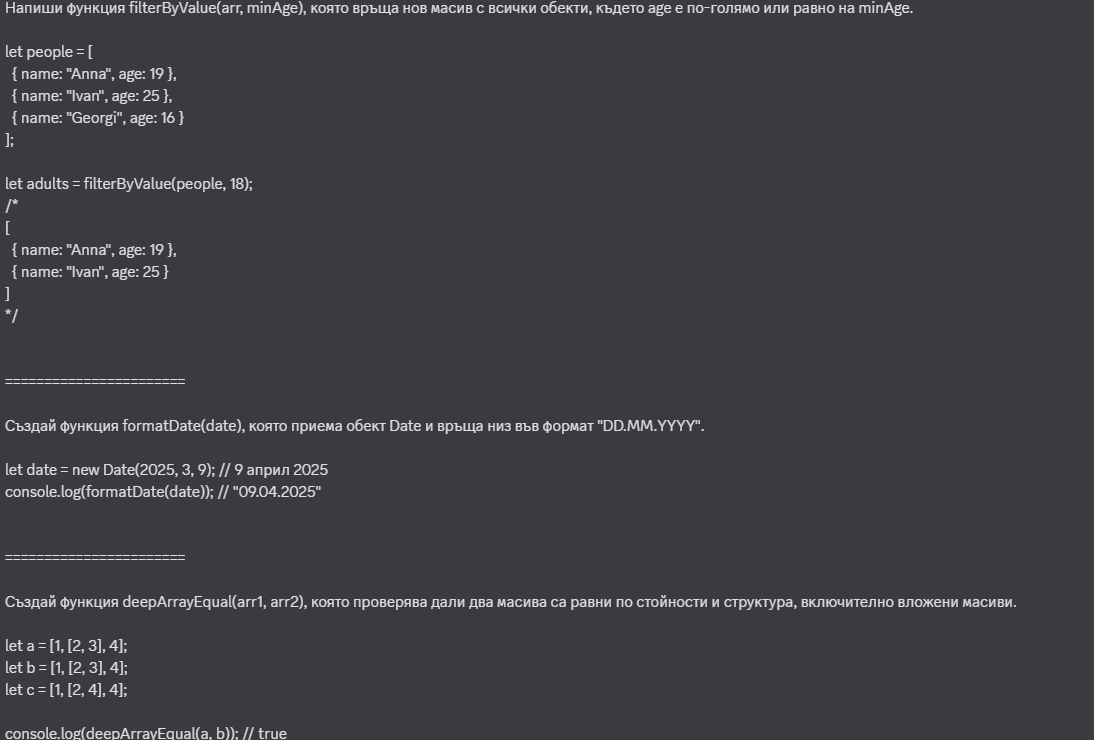 Напиши функция filterByValue(arr, minAge), която връща нов масив с всички обекти, където age е по-голямо или равно на minAge.
let people = [
{ name: "Anna", age: 19 },
{ name: "Ivan", age: 25 },
{ name: "Georgi", age: 16 }
];
let adults = filterByValue(people, 18);
/*
[
{ name: "Anna", age: 19 },
{ name: "Ivan", age: 25 }
]
*/
=======================
Създай функция formatDate(date), която приема обект Date и връща низ във формат "DD.MM.YYYY".
let date = new Date(2025, 3, 9); // 9 април 2025
console.log(formatDate(date)); // "09.04.2025"
=======================
Създай функция deepArrayEqual(arr1, arr2), която проверява дали два масива са равни по стойности и структура, включително вложени масиви.
let a = [1, [2, 3], 4];
let b = [1, [2, 3], 4];
let c = [1, [2, 4], 4];
console.log(deepArrayEqual(a, b)); // true